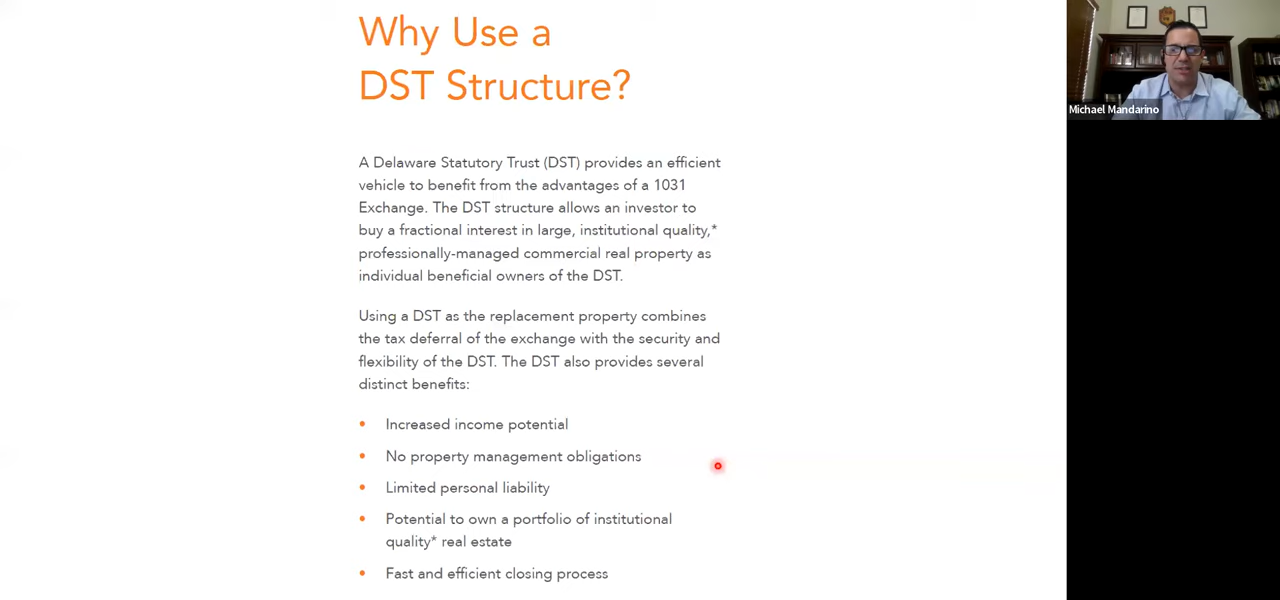 Why Use a
DST Structure?
A Delaware Statutory Trust (DST) provides an efficient
vehicle to benefit from the advantages of a 1031
Exchange. The DST structure allows an investor to
buy a fractional interest in large, institutional quality,*
professionally-managed commercial real property as
individual beneficial owners of the DST.
Using a DST as the replacement property combines
the tax deferral of the exchange with the security and
flexibility of the DST. The DST also provides several
distinct benefits:
• Increased income potential
• No property management obligations
• Limited personal liability
• Potential to own a portfolio of institutional
quality* real estate
• Fast and efficient closing process
Michael Mandarino